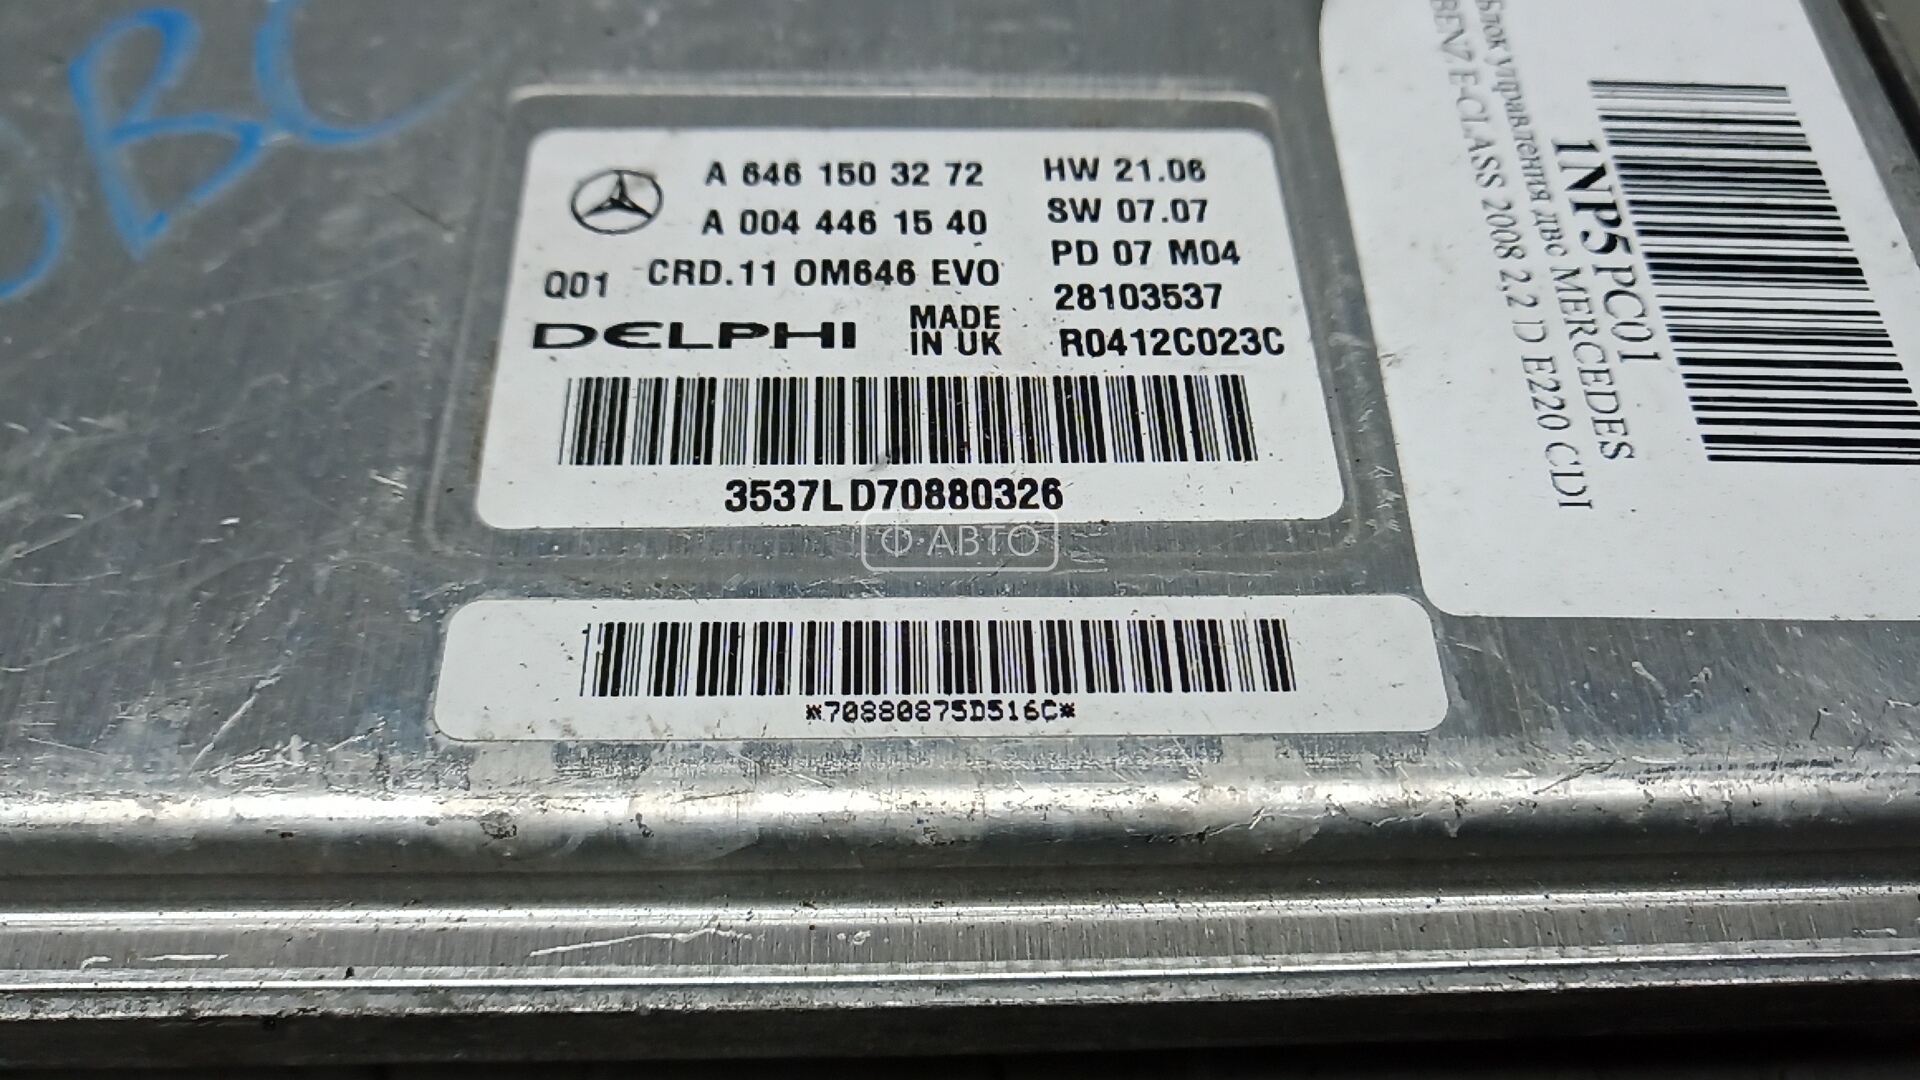 A 646 150 32 72
A 004 446 15 40
Q01 CRD.11 OM646 EVO
DELPHI MADE IN UK
HW 21.06
SW 07.07
PD 07 M04
28103537
R0412C023C
3537LD70880326
Ф·АВТО
*70880875D516C*
1NP5PC01
Блок управления двс MERCEDES
BENZ E-CLASS 2008 2,2 D E220 CDI